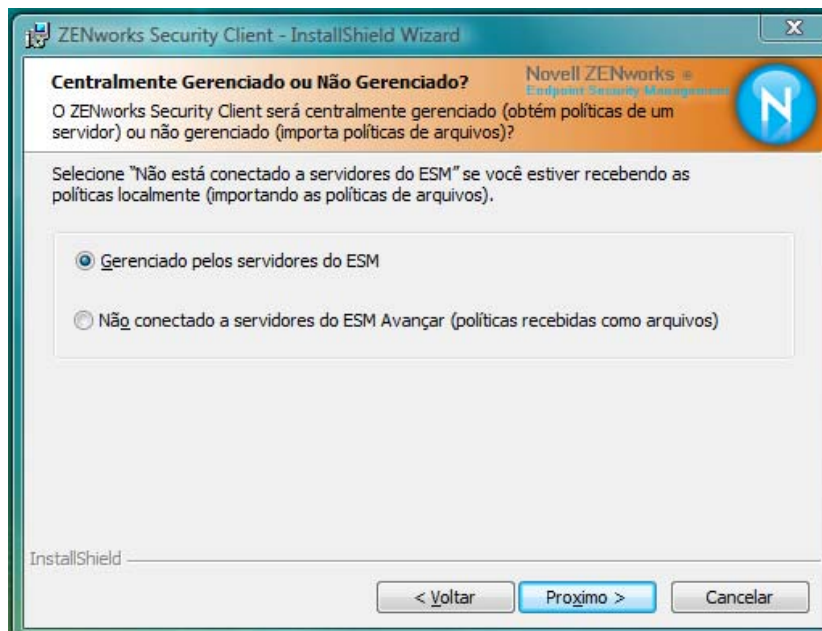 ZENworks Security Client - InstallShield Wizard
Centralmente Gerenciado ou Não Gerenciado?
Novell ZENworks ®
Endpoint Security Management
O ZENworks Security Client será centralmente gerenciado (obtém políticas de um
servidor) ou não gerenciado (importa políticas de arquivos)?
Selecione "Não está conectado a servidores do ESM" se você estiver recebendo as
políticas localmente (importando as políticas de arquivos).
Gerenciado pelos servidores do ESM
Não conectado a servidores do ESM Avançar (políticas recebidas como arquivos)
InstallShield
< Voltar
Proximo >
Cancelar